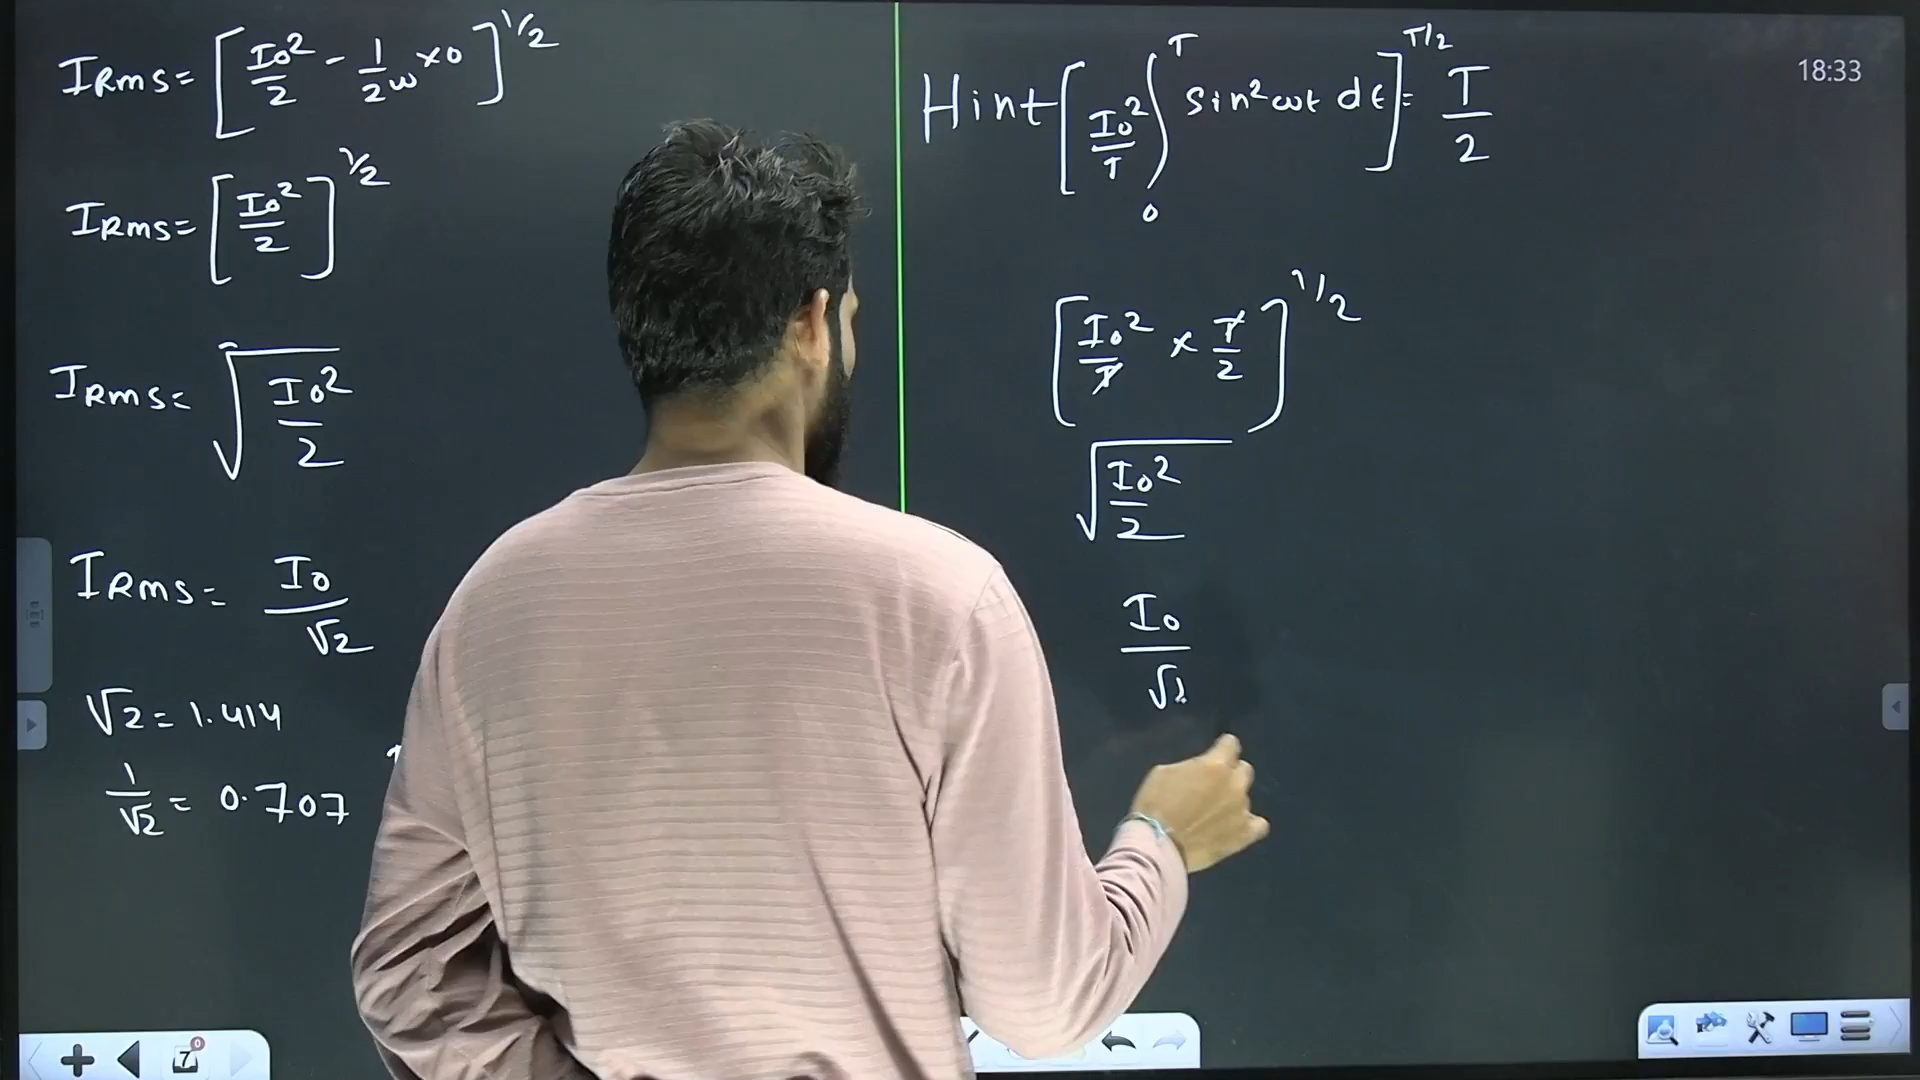 IRms= [Io²/2 - 1/2ω ×0]^1/2
IRms= [Io²/2]^1/2
IRms= √(Io²/2)
IRms= Io/√2
√2 = 1.414
1/√2 = 0.707
Hint [Io²/T ∫₀ᵀ sin²ωt dt]^T/2 = T/2
[Io²/T × T/2]^1/2
√(Io²/2)
Io/√2
18:33
7
0